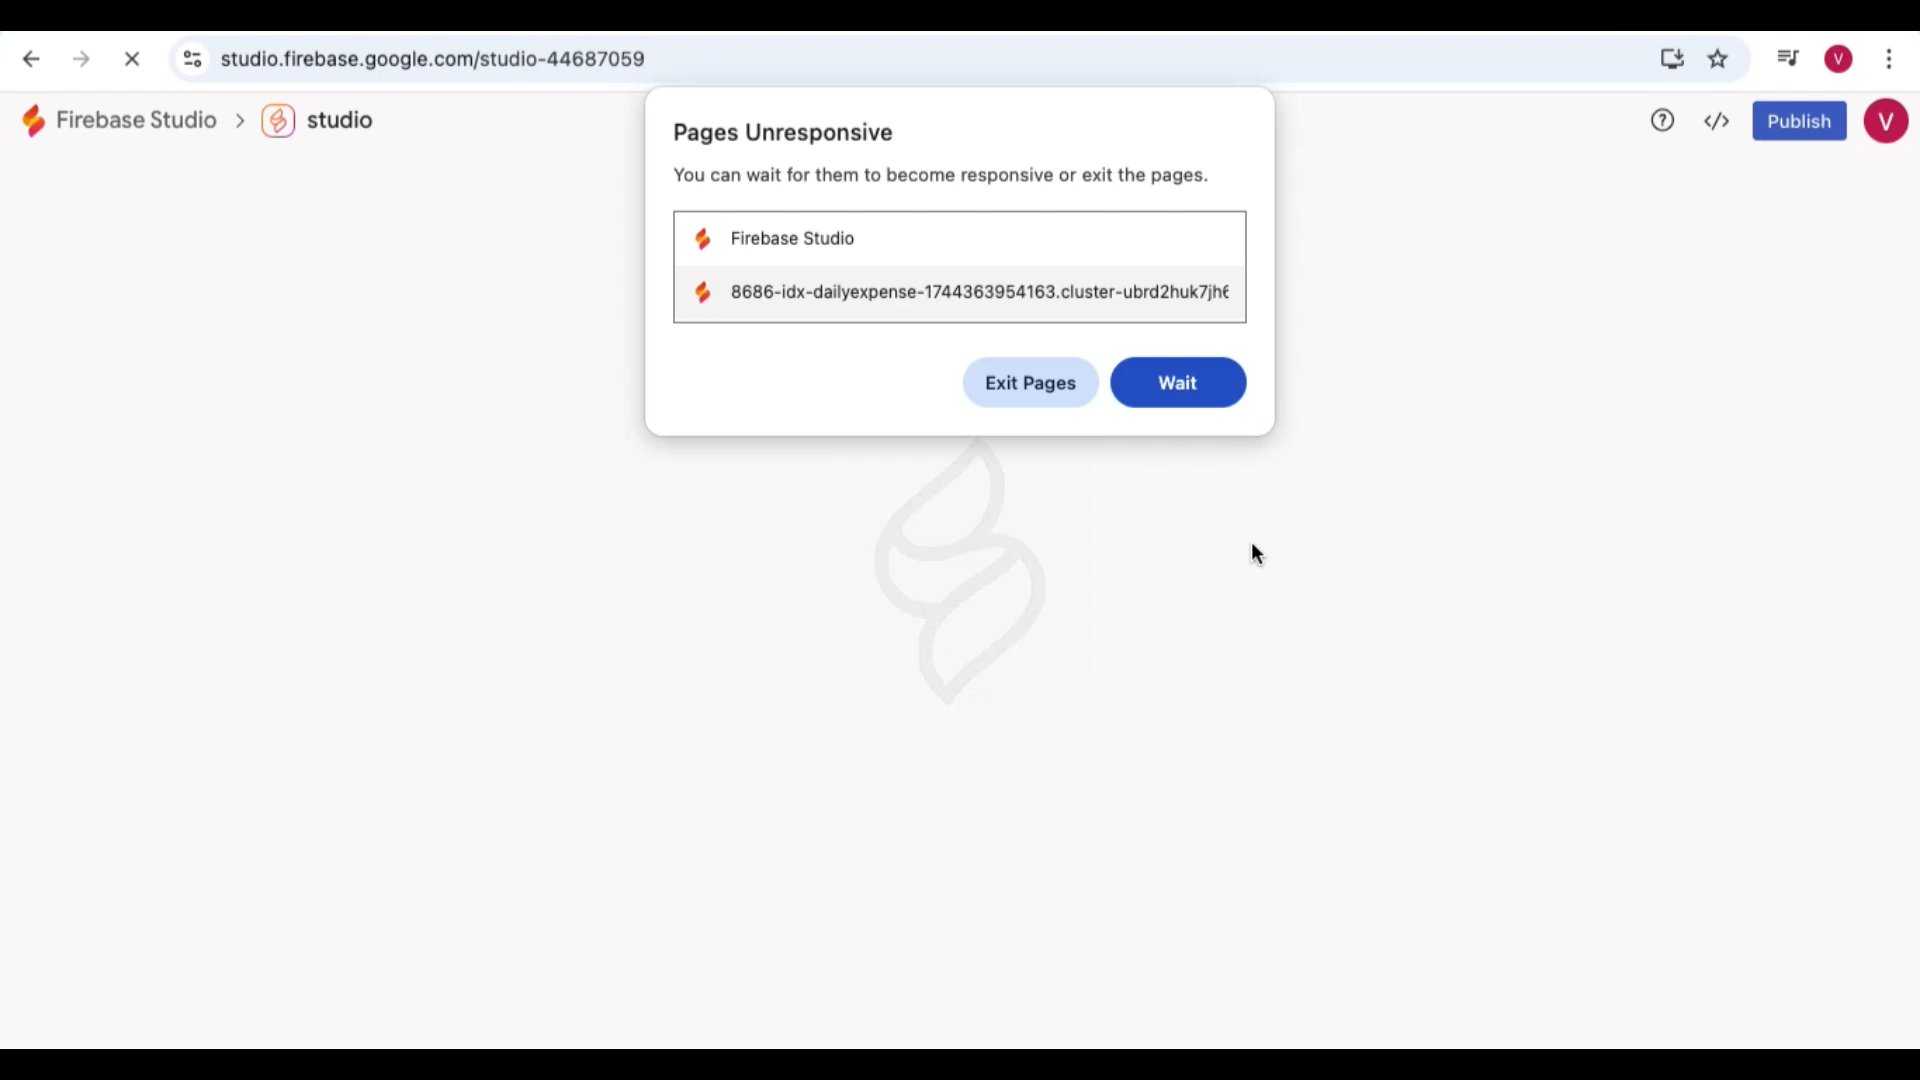 studio.firebase.google.com/studio-44687059
V
Firebase Studio > studio
Publish
V
Pages Unresponsive
You can wait for them to become responsive or exit the pages.
Firebase Studio
8686-idx-dailyexpense-1744363954163.cluster-ubrd2huk7jh6
Exit Pages
Wait